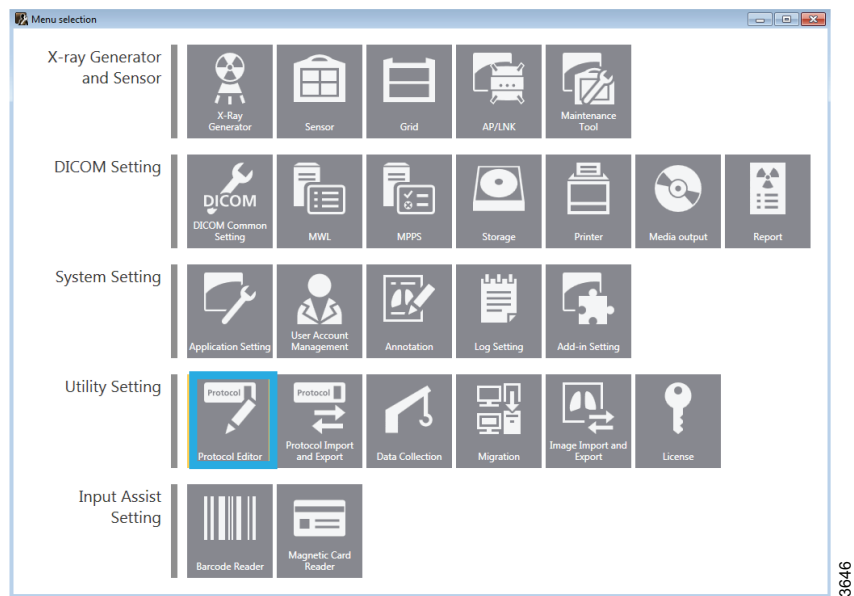 Menu selection
X-ray Generator
and Sensor
X-Ray
Generator
Sensor
Grid
AP/LNK
Maintenance
Tool
DICOM Setting
DICOM
DICOM Common
Setting
MWL
MPPS
Storage
Printer
Media output
Report
System Setting
Application Setting
User Account
Management
Annotation
Log Setting
Add-in Setting
Utility Setting
Protocol
Protocol Editor
Protocol
Protocol Import
and Export
Data Collection
Migration
Image Import and
Export
License
Input Assist
Setting
Barcode Reader
Magnetic Card
Reader
3646